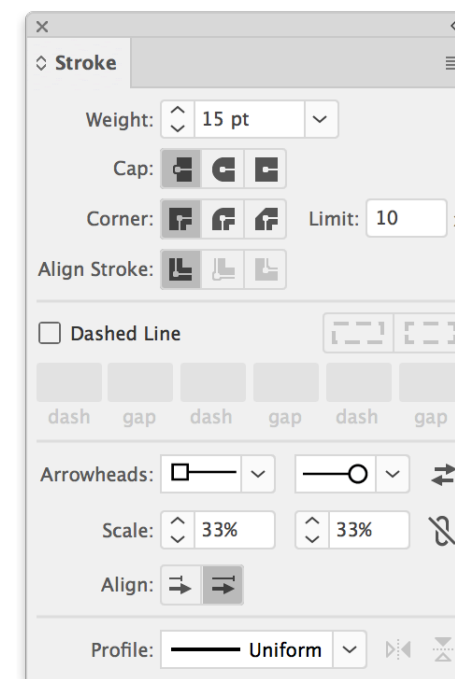 Stroke
Weight: 15 pt
Cap:
Corner: Limit: 10
Align Stroke:
Dashed Line
dash gap dash gap dash gap
Arrowheads:
Scale: 33% 33%
Align:
Profile: Uniform